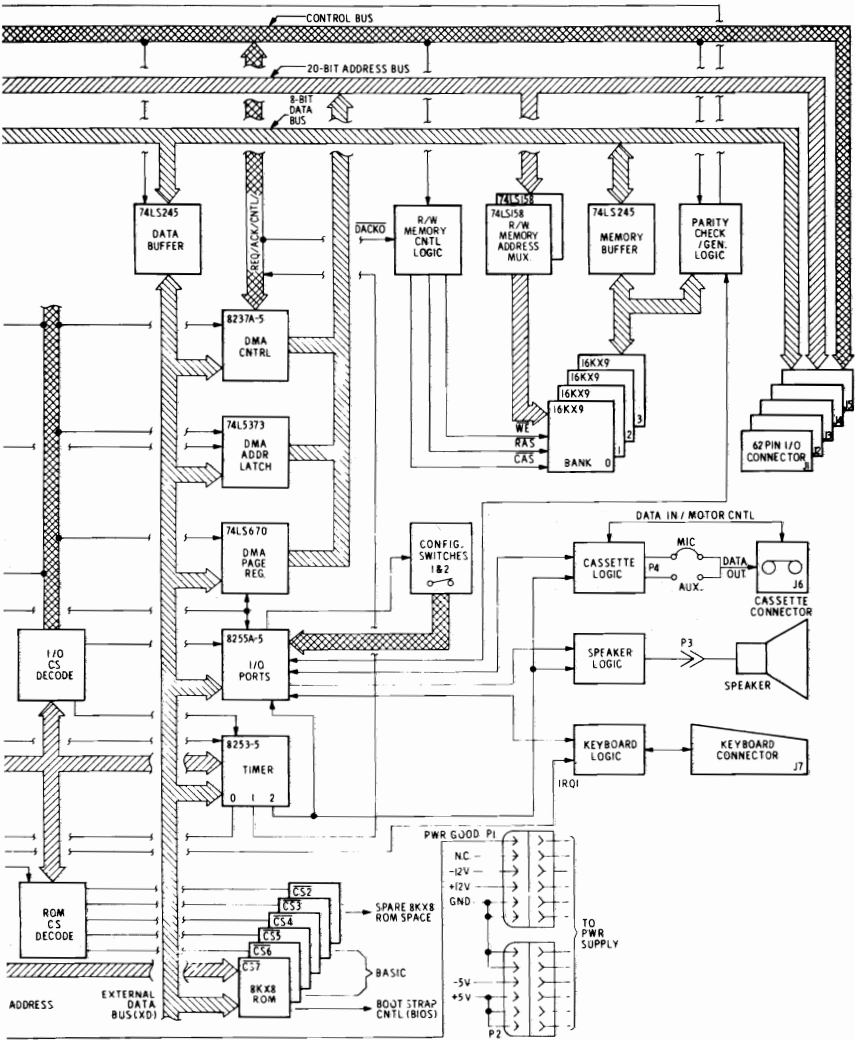 CONTROL BUS
20-BIT ADDRESS BUS
8-BIT
DATA
BUS
74LS245
DATA
BUFFER
REQ/ACK/CNTL/
DACKO
R/W
MEMORY
CNTL
LOGIC
74LS158
74LS158
R/W
MEMORY
ADDRESS
MUX.
74LS245
MEMORY
BUFFER
PARITY
CHECK
/GEN.
LOGIC
8237A-5
DMA
CNTRL
16KX9
16KX9
16KX9
16KX9
3
2
1
BANK 0
WE
RAS
CAS
J5
J4
J3
J2
62 PIN I/O
CONNECTOR
J1
74L5373
DMA
ADDR
LATCH
74LS670
DMA
PAGE
REG.
CONFIG.
SWITCHES
1&2
DATA IN / MOTOR CNTL
CASSETTE
LOGIC
MIC
P4
AUX.
DATA
OUT
J6
CASSETTE
CONNECTOR
I/O
CS
DECODE
8255A-5
I/O
PORTS
SPEAKER
LOGIC
P3
SPEAKER
8253-5
TIMER
0 1 2
KEYBOARD
LOGIC
IRQ1
KEYBOARD
CONNECTOR
J7
PWR GOOD P1
N.C.
-12V
+12V
GND
-5V
+5V
P2
TO
PWR
SUPPLY
ROM
CS
DECODE
CS2
CS3
CS4
CS5
CS6
CS7
8KX8
ROM
SPARE 8KX8
ROM SPACE
BASIC
BOOT STRAP
CNTL (BIOS)
ADDRESS
EXTERNAL
DATA
BUS(XD)